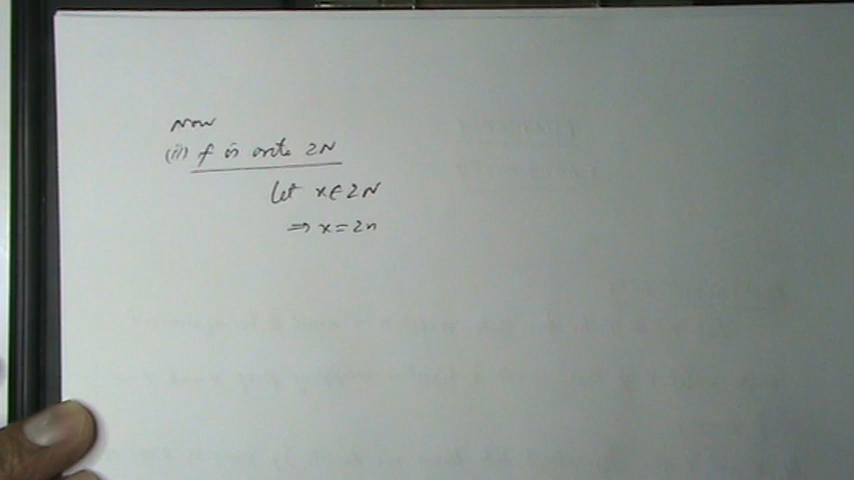 Now
(ii) f is onto 2N
Let x ∈ 2N
⇒ x = 2n